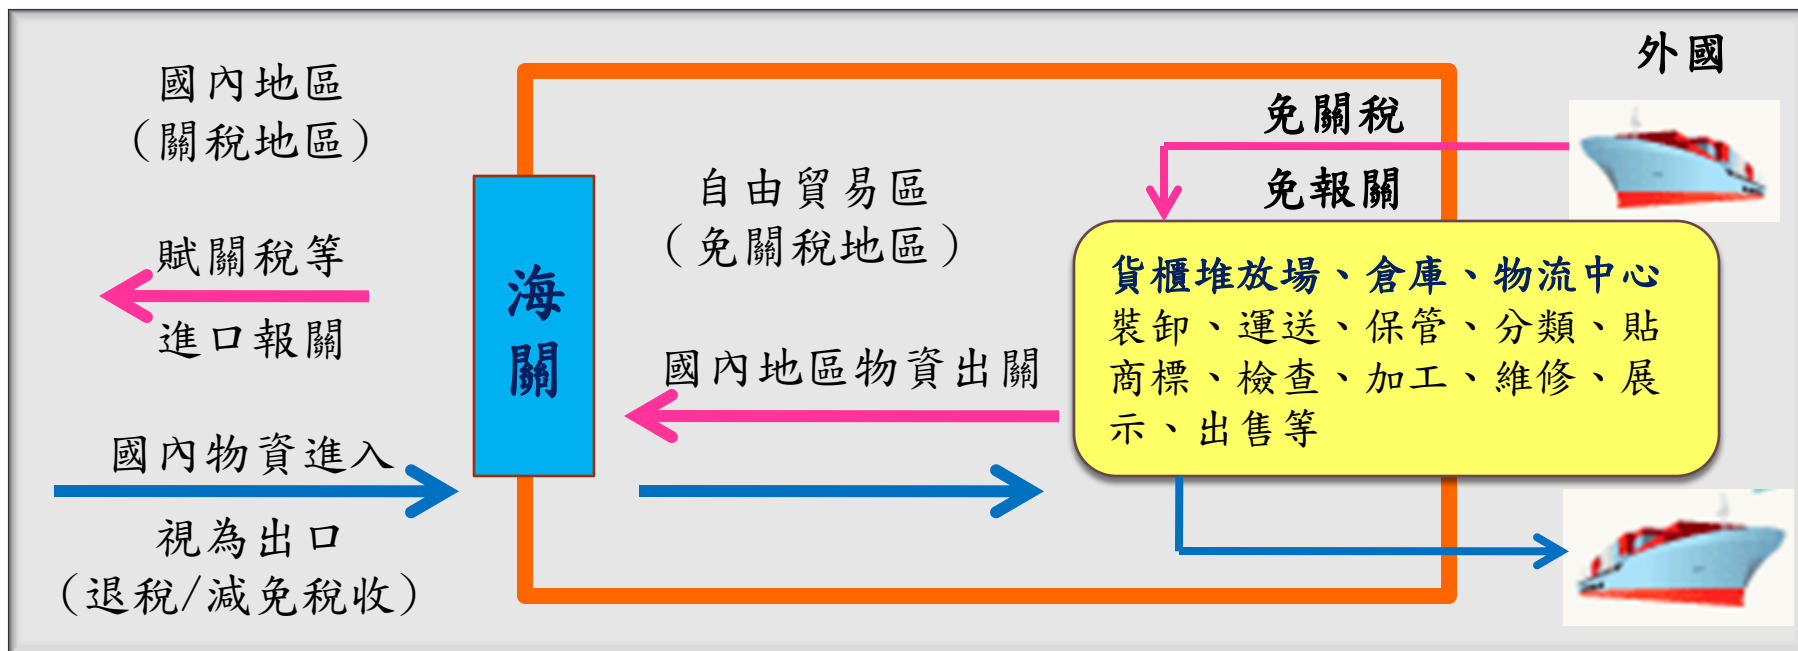 國內地區
（關稅地區）
賦關稅等
進口報關
國內物資進入
視為出口
（退稅/減免稅收）
海
關
自由貿易區
（免關稅地區）
國內地區物資出關
外國
免關稅
免報關
貨櫃堆放場、倉庫、物流中心
裝卸、運送、保管、分類、貼
商標、檢查、加工、維修、展
示、出售等